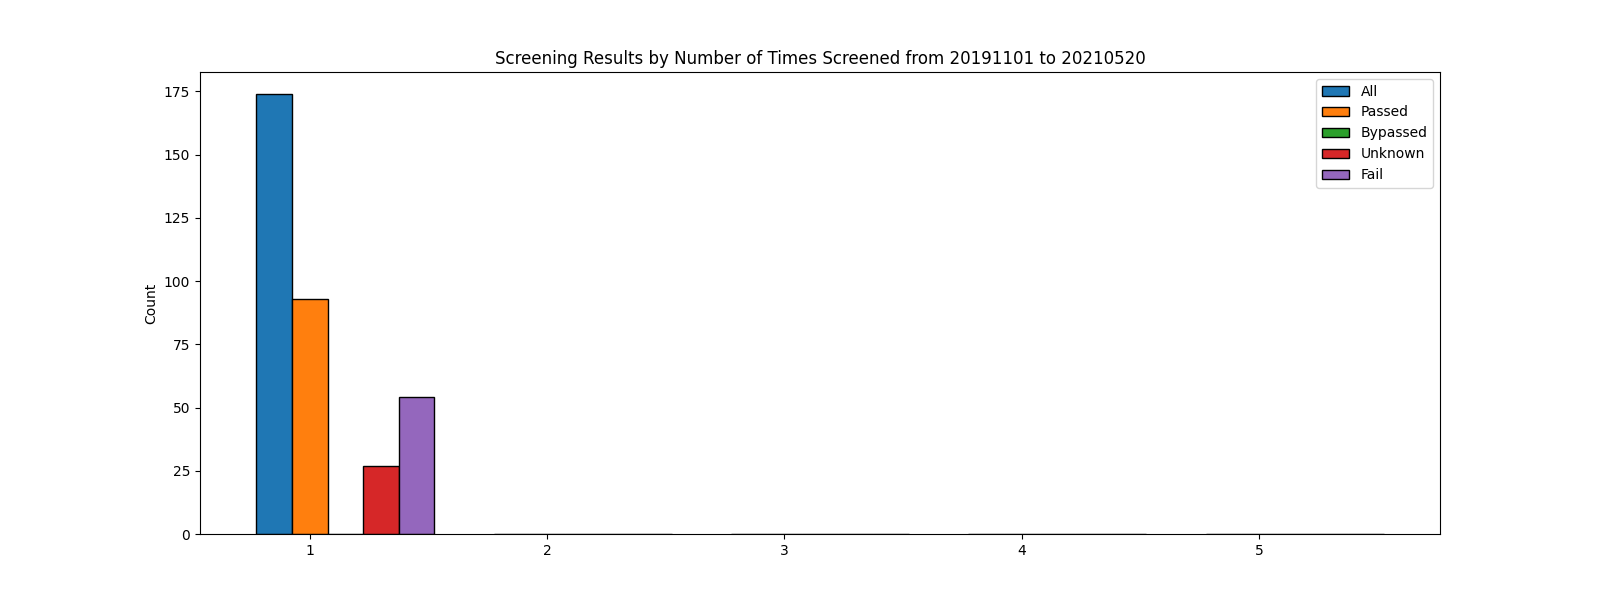 Screening Results by Number of Times Screened from 20191101 to 20210520
175
150
125
100
75
50
25
0
Count
1 2 3 4 5
All
Passed
Bypassed
Unknown
Fail